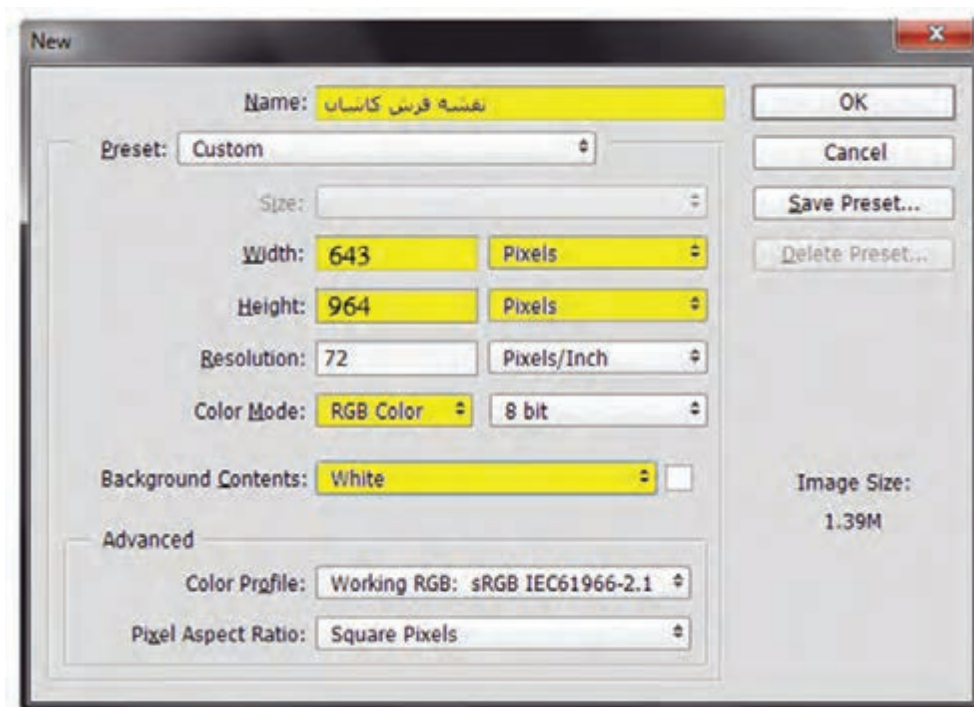 New
Name: نقشه فرش کاشان
OK
Preset: Custom
Cancel
Size:
Save Preset...
Width: 643 Pixels
Delete Preset...
Height: 964 Pixels
Resolution: 72 Pixels/Inch
Color Mode: RGB Color 8 bit
Background Contents: White
Image Size:
1.39M
Advanced
Color Profile: Working RGB: sRGB IEC61966-2.1
Pixel Aspect Ratio: Square Pixels